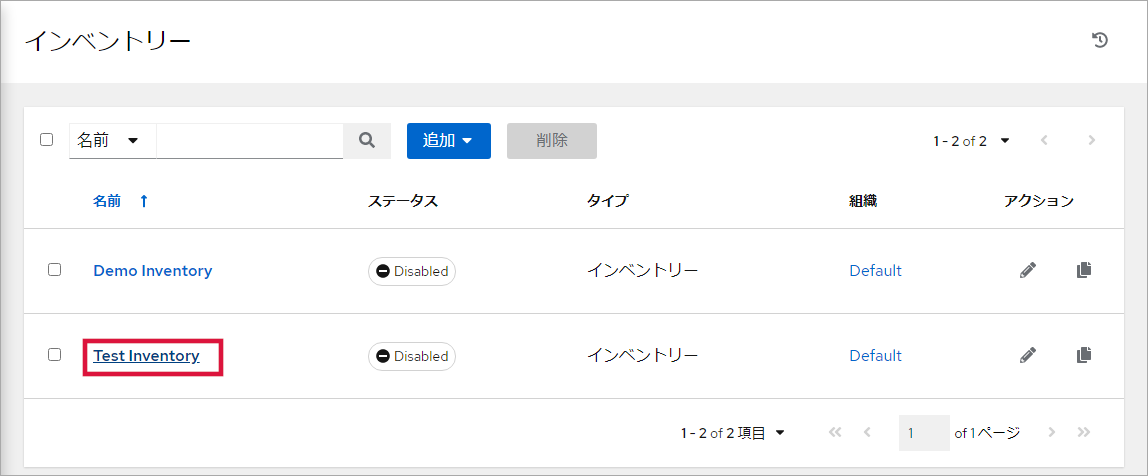 インベントリー
名前 追加 削除 1 - 2 of 2
名前 ステータス タイプ 組織 アクション
Demo Inventory Disabled インベントリー Default
Test Inventory Disabled インベントリー Default
1 - 2 of 2 項目 1 of 1 ページ